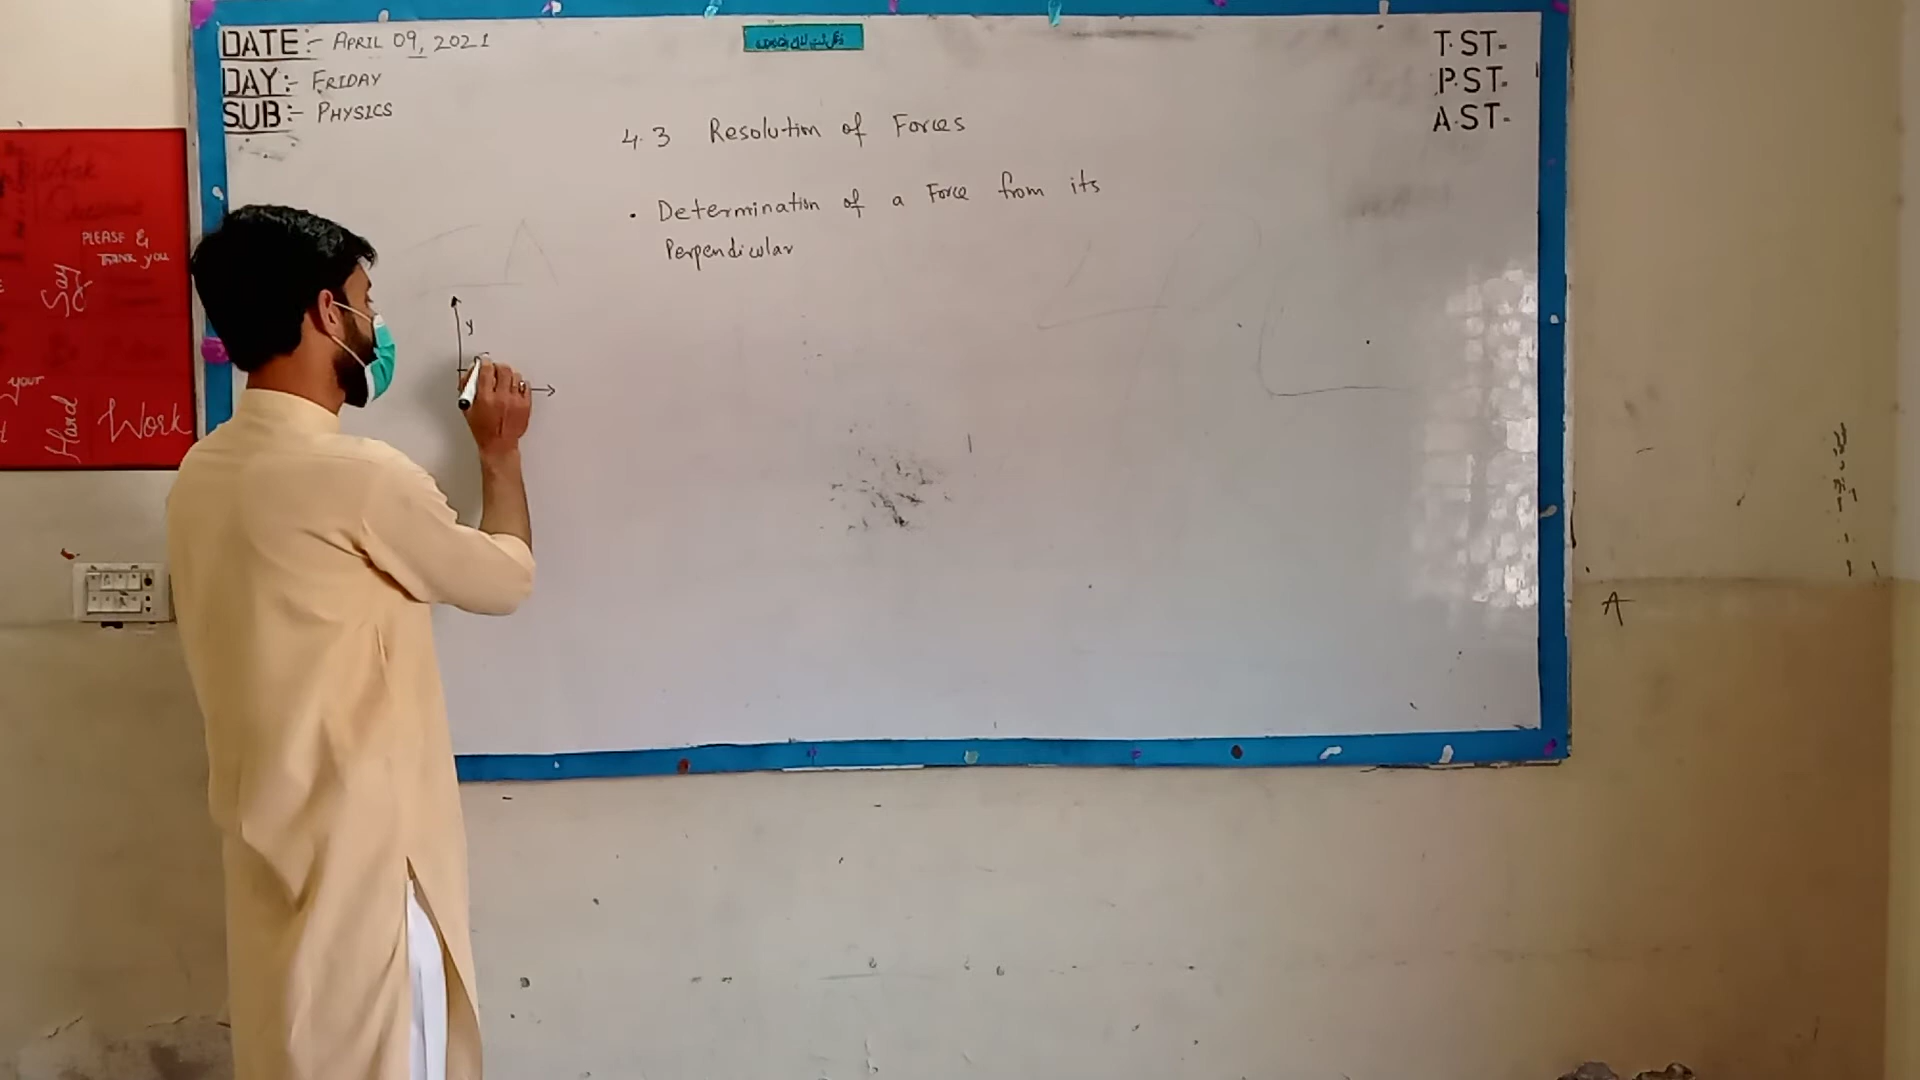 DATE:- APRIL 09, 2021
DAY:- FRIDAY
SUB:- PHYSICS
T.ST-
P.ST-
A.ST-
4.3 Resolution of Forces
• Determination of a Force from its
Perpendicular
y
PLEASE &
THANK you
Say
your
Hard Work
A